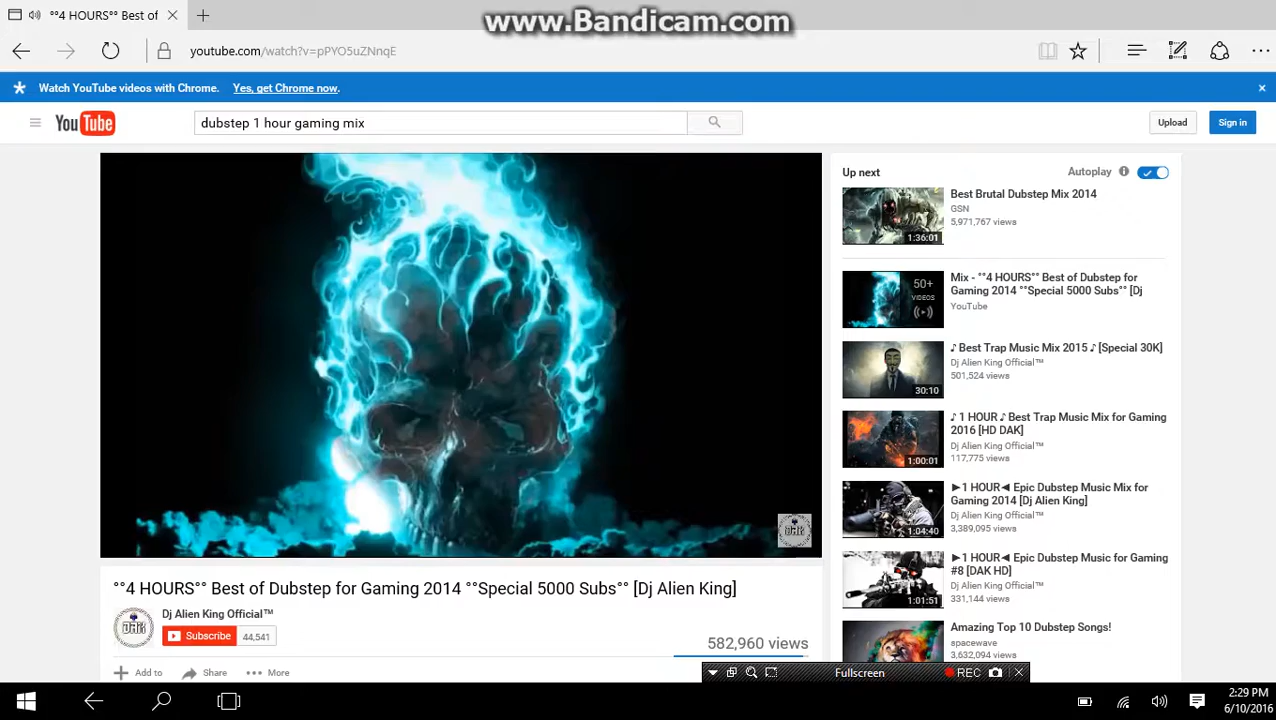 °°4 HOURS°° Best of
www.Bandicam.com
youtube.com/watch?v=pPYO5uZNnqE
Watch YouTube videos with Chrome. Yes, get Chrome now.
YouTube
dubstep 1 hour gaming mix
Upload
Sign in
Up next
Autoplay
Best Brutal Dubstep Mix 2014
GSN
5,971,767 views
1:36:01
50+
VIDEOS
Mix - °°4 HOURS°° Best of Dubstep for
Gaming 2014 °°Special 5000 Subs°° [Dj
YouTube
♪ Best Trap Music Mix 2015 ♪ [Special 30K]
Dj Alien King Official™
501,524 views
30:10
♪ 1 HOUR ♪ Best Trap Music Mix for Gaming
2016 [HD DAK]
Dj Alien King Official™
117,775 views
1:00:01
►1 HOUR◄ Epic Dubstep Music Mix for
Gaming 2014 [Dj Alien King]
Dj Alien King Official™
3,389,095 views
1:04:40
►1 HOUR◄ Epic Dubstep Music for Gaming
#8 [DAK HD]
Dj Alien King Official™
331,144 views
1:01:51
Amazing Top 10 Dubstep Songs!
spacewave
3,632,094 views
DAK
°°4 HOURS°° Best of Dubstep for Gaming 2014 °°Special 5000 Subs°° [Dj Alien King]
DAK
Dj Alien King Official™
Subscribe 44,541
582,960 views
Add to
Share
More
Fullscreen
REC
2:29 PM
6/10/2016